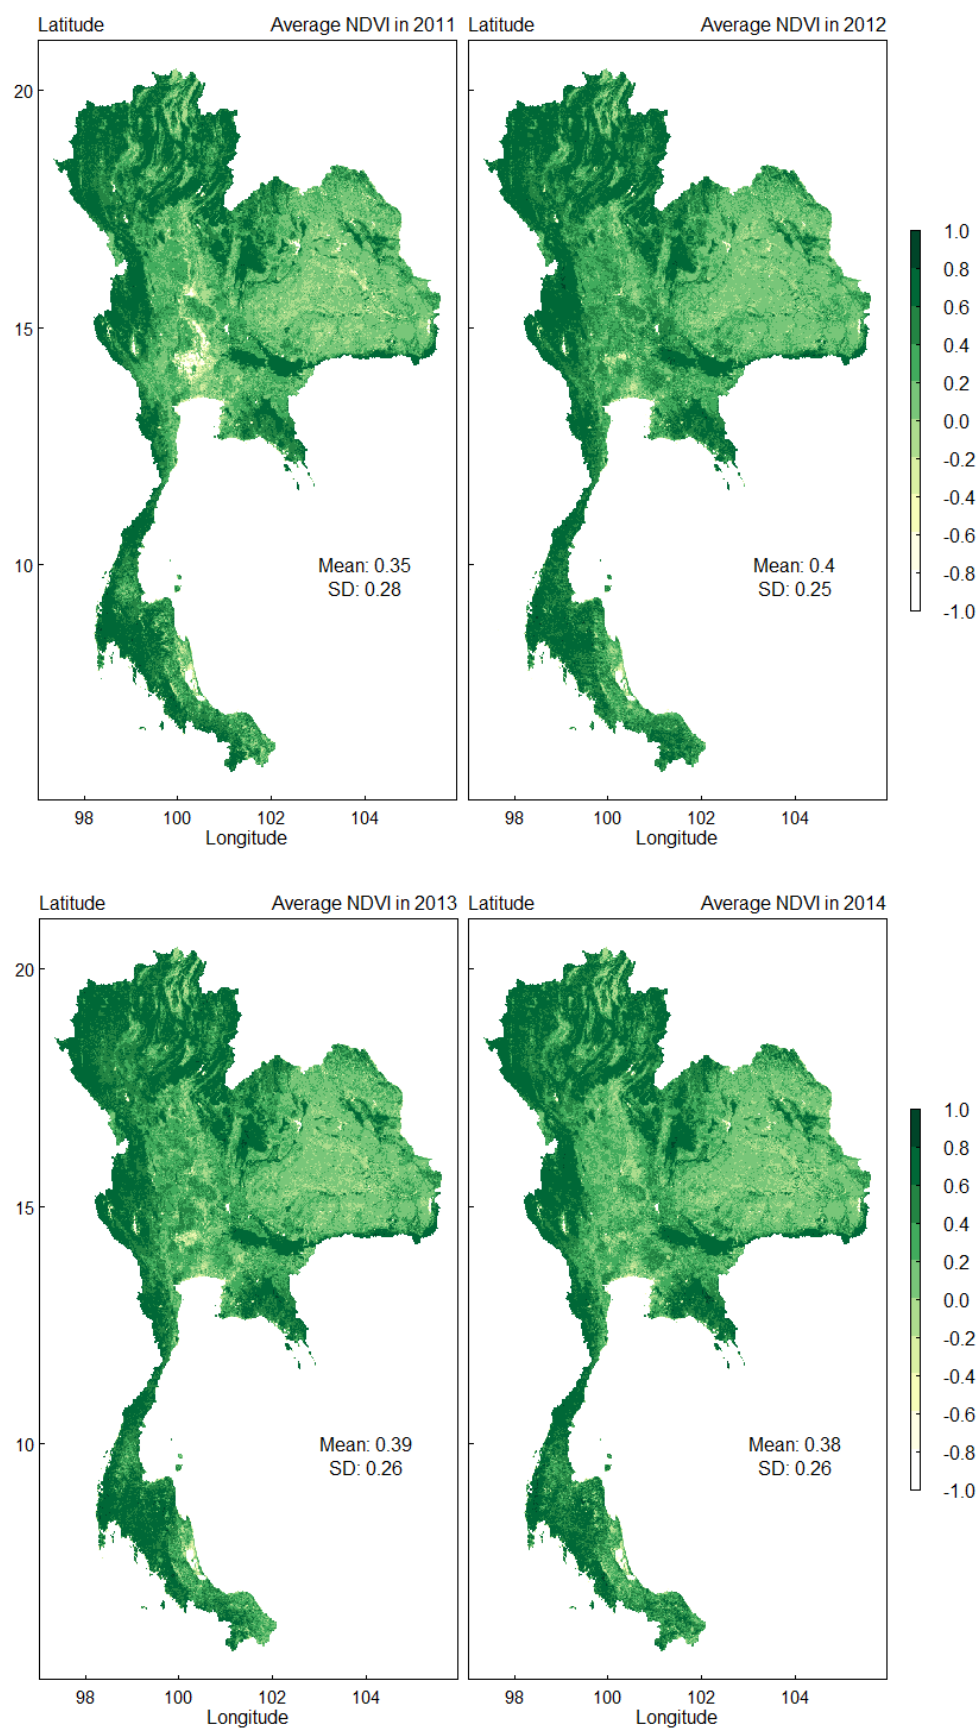 Latitude Average NDVI in 2011
Latitude Average NDVI in 2012
20
15
10
Mean: 0.35
SD: 0.28
Mean: 0.4
SD: 0.25
98 100 102 104
Longitude
98 100 102 104
Longitude
1.0
0.8
0.6
0.4
0.2
0.0
-0.2
-0.4
-0.6
-0.8
-1.0
Latitude Average NDVI in 2013
Latitude Average NDVI in 2014
20
15
10
Mean: 0.39
SD: 0.26
Mean: 0.38
SD: 0.26
98 100 102 104
Longitude
98 100 102 104
Longitude
1.0
0.8
0.6
0.4
0.2
0.0
-0.2
-0.4
-0.6
-0.8
-1.0